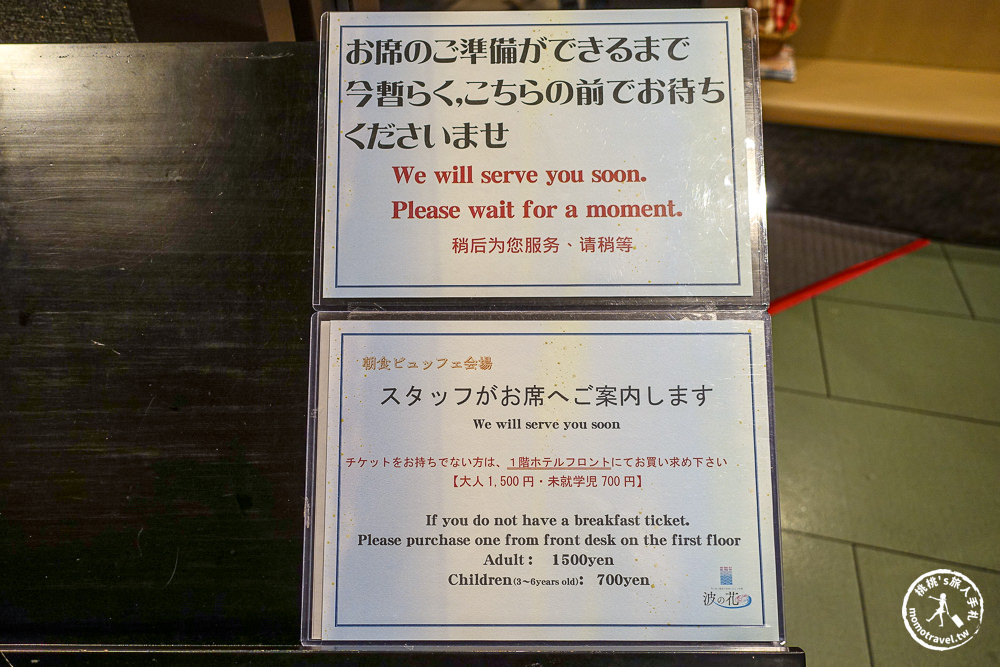 お席のご準備ができるまで
今暫らく,こちらの前でお待ち
くださいませ
We will serve you soon.
Please wait for a moment.
稍后为您服务、请稍等
朝食ビュッフェ会場
スタッフがお席へご案内します
We will serve you soon
チケットをお持ちでない方は、1階ホテルフロントにてお買い求め下さい
【大人1,500円・未就学児700円】
If you do not have a breakfast ticket.
Please purchase one from front desk on the first floor
Adult： 1500yen
Children(3～6years old)： 700yen
波の花
桃桃's旅人手札
momotravel.tw